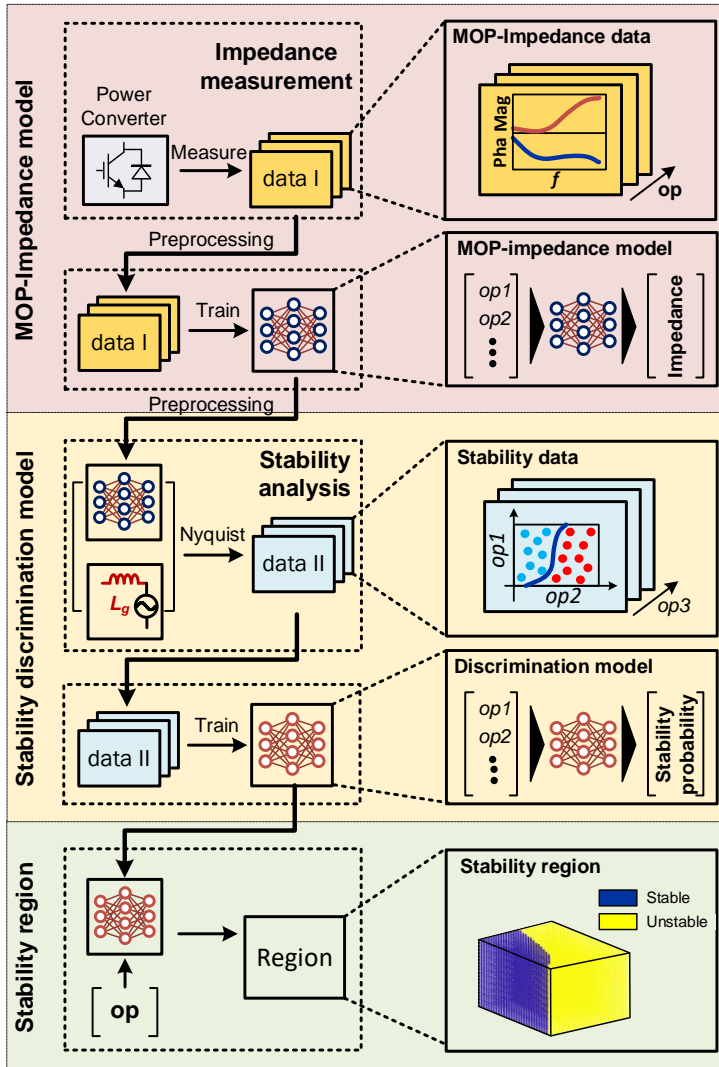 MOP-Impedance model
Impedance
measurement
Power
Converter
Measure
data I
MOP-Impedance data
Pha Mag
f
op
Preprocessing
data I
Train
MOP-impedance model
op1
op2
Impedance
Preprocessing
Stability discrimination model
Stability
analysis
Nyquist
Lg
data II
Stability data
op1
op2
op3
data II
Train
Discrimination model
op1
op2
Stability
probability
Stability region
op
Region
Stability region
Stable
Unstable